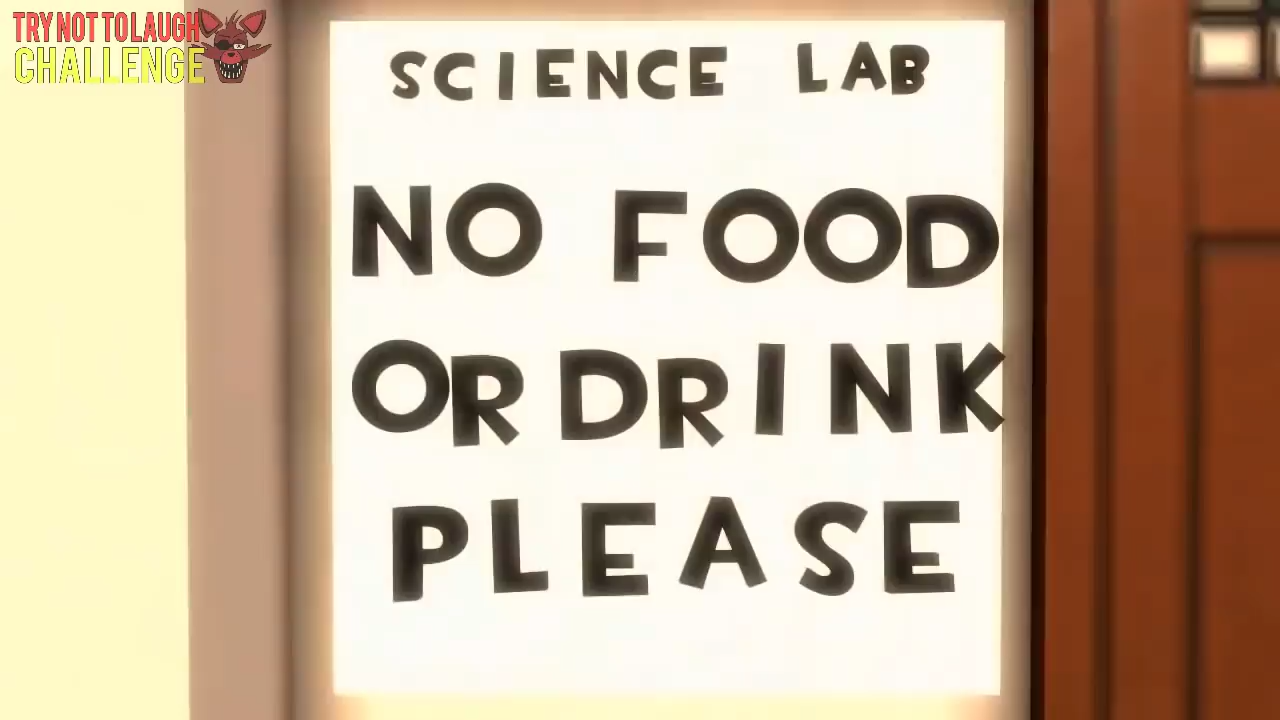 TRY NOT TO LAUGH
CHALLENGE
SCIENCE LAB
NO FOOD
OR DRINK
PLEASE